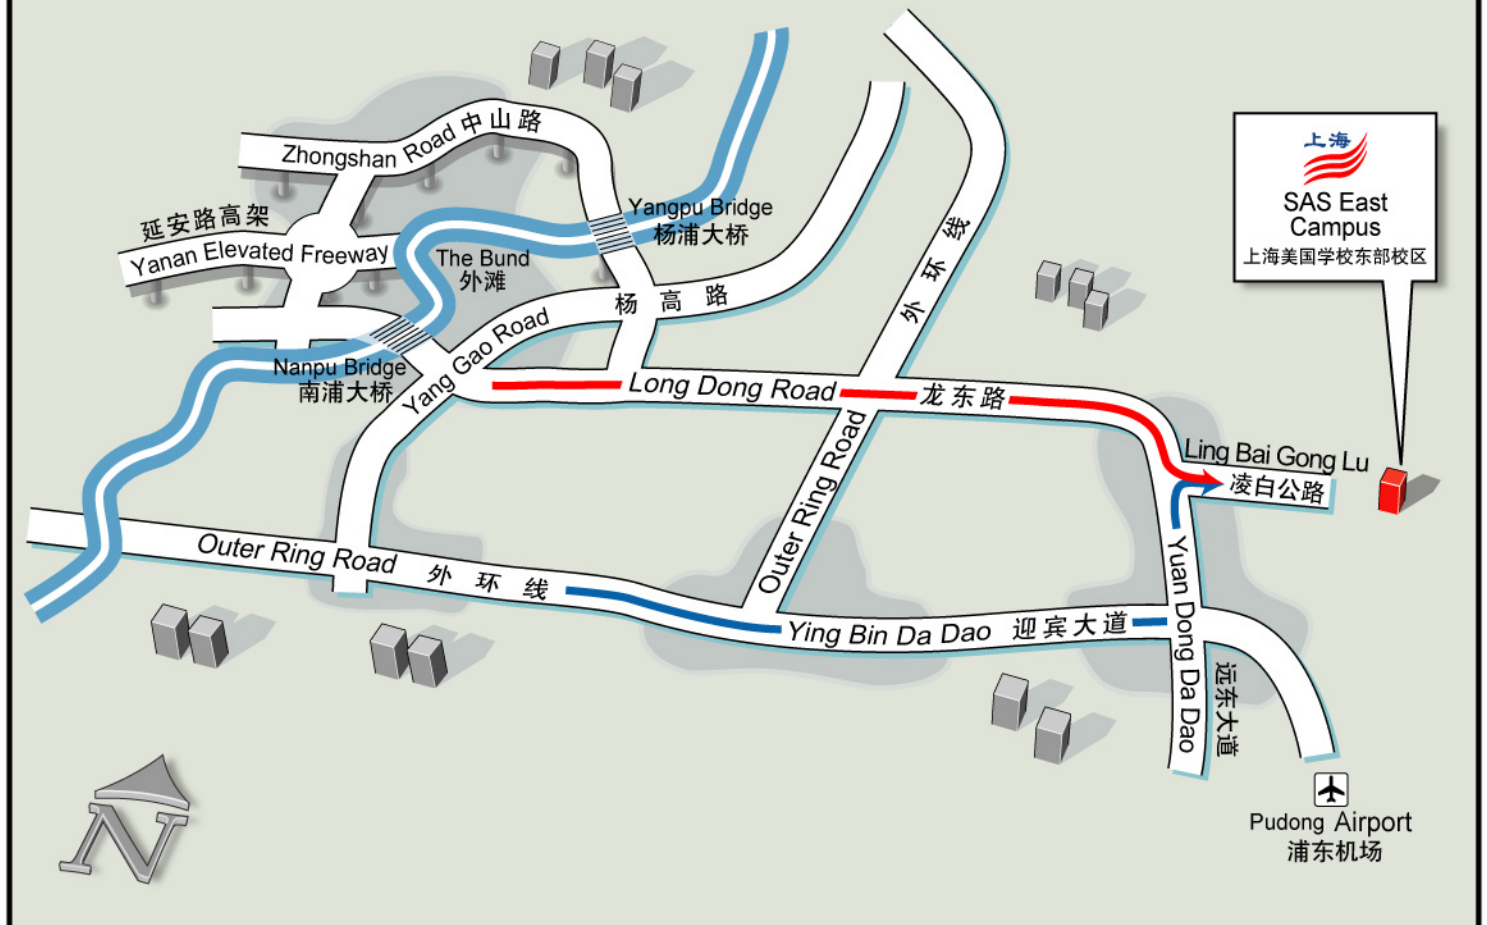 Zhongshan Road 中山路
延安路高架
Yanan Elevated Freeway
Yangpu Bridge
杨浦大桥
The Bund
外滩
上海
SAS East
Campus
上海美国学校东部校区
外环线
Yang Gao Road 杨高路
Nanpu Bridge
南浦大桥
Long Dong Road 龙东路
Outer Ring Road
Ling Bai Gong Lu
凌白公路
Outer Ring Road 外环线
Ying Bin Da Dao 迎宾大道
Yuan Dong Da Dao
远东大道
N
Pudong Airport
浦东机场